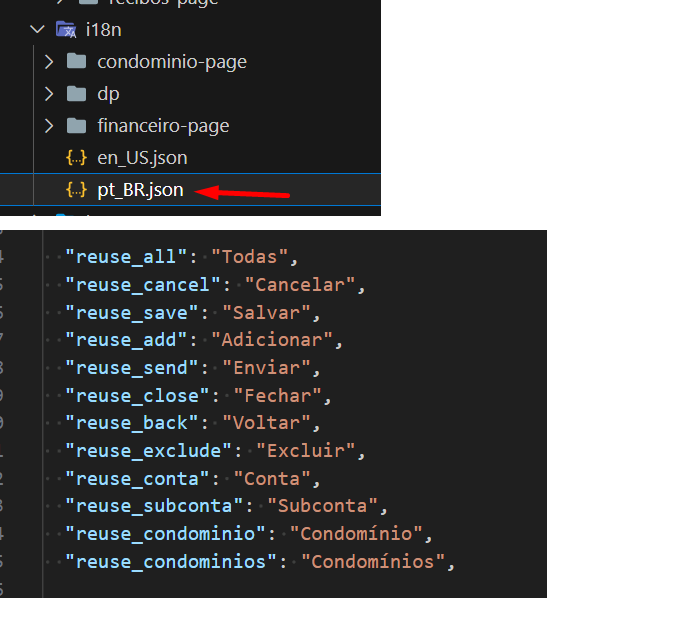 recibos-page
i18n
condominio-page
dp
financeiro-page
{..} en_US.json
{..} pt_BR.json
"reuse_all": "Todas",
"reuse_cancel": "Cancelar",
"reuse_save": "Salvar",
"reuse_add": "Adicionar",
"reuse_send": "Enviar",
"reuse_close": "Fechar",
"reuse_back": "Voltar",
"reuse_exclude": "Excluir",
"reuse_conta": "Conta",
"reuse_subconta": "Subconta",
"reuse_condominio": "Condomínio",
"reuse_condominios": "Condomínios",